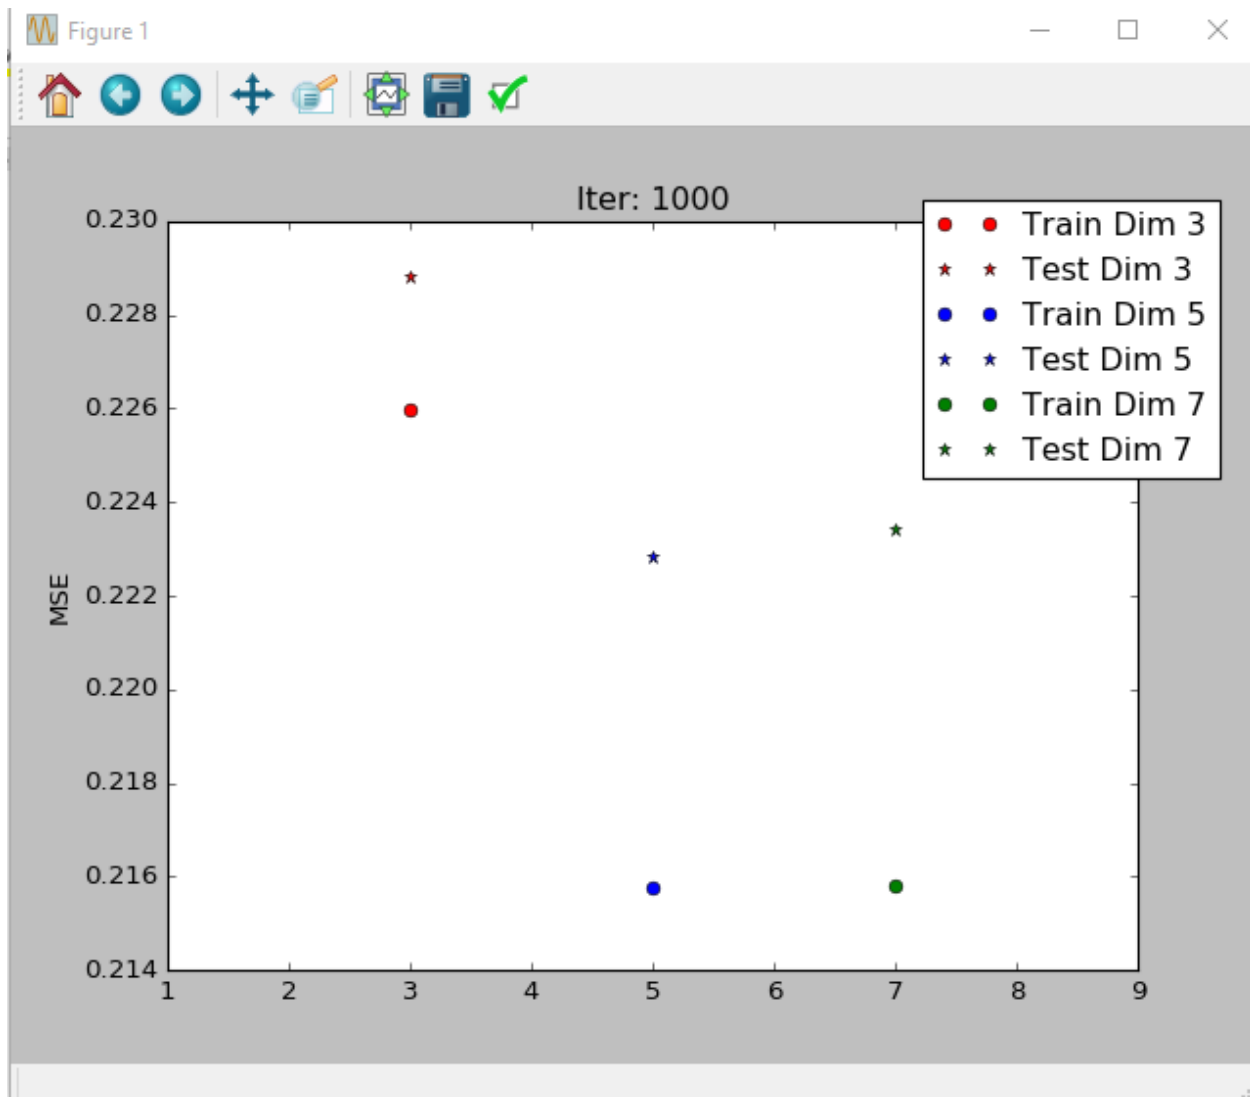 Figure 1
Iter: 1000
0.230
0.228
0.226
0.224
0.222
0.220
0.218
0.216
0.214
MSE
1 2 3 4 5 6 7 8 9
Train Dim 3
Test Dim 3
Train Dim 5
Test Dim 5
Train Dim 7
Test Dim 7